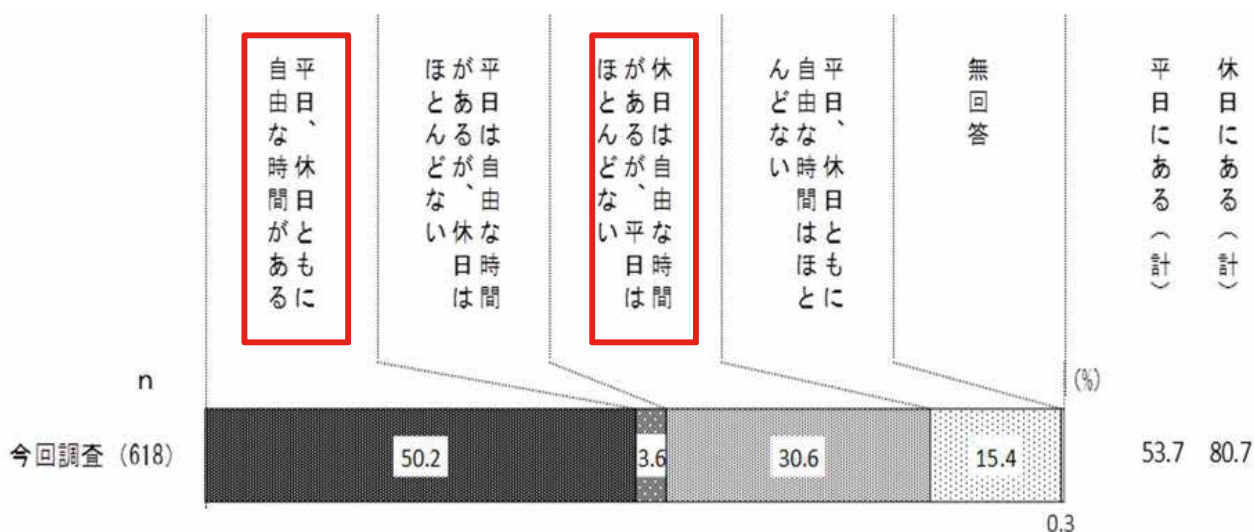 平日、休日ともに
自由な時間がある
平日は自由な時間
があるが、休日は
ほとんどない
休日は自由な時間
があるが、平日は
ほとんどない
平日、休日ともに
自由な時間はほと
んどない
無回答
平日にある（計）
休日にある（計）
n
(%)
今回調査（618）
50.2
3.6
30.6
15.4
0.3
53.7
80.7